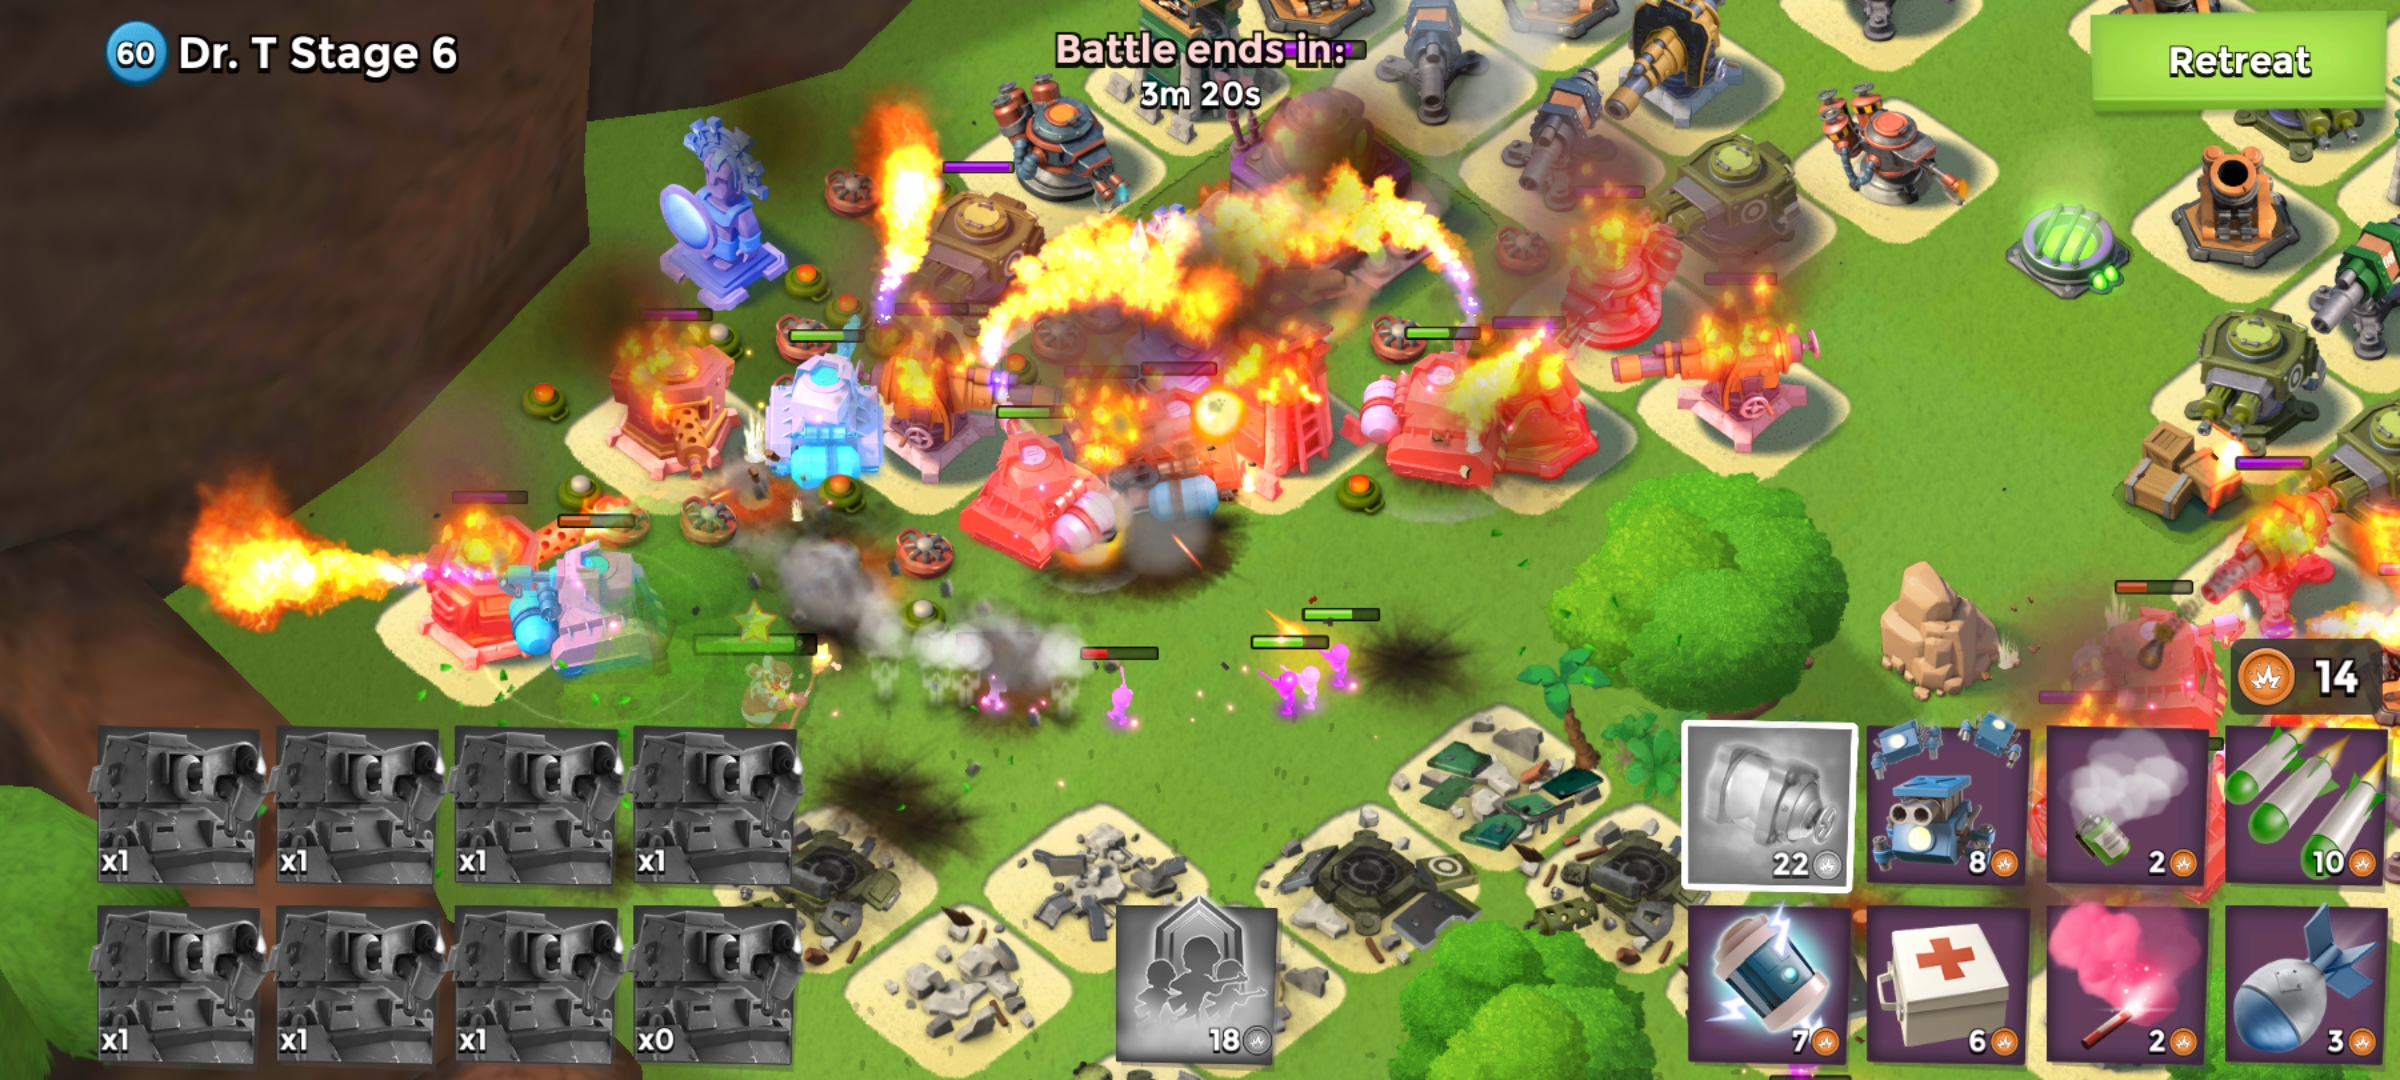 60 Dr. T Stage 6
Battle ends in:
3m 20s
Retreat
14
x1 x1 x1 x1
22 8 2 10
x1 x1 x1 x0
18
7 6 2 3